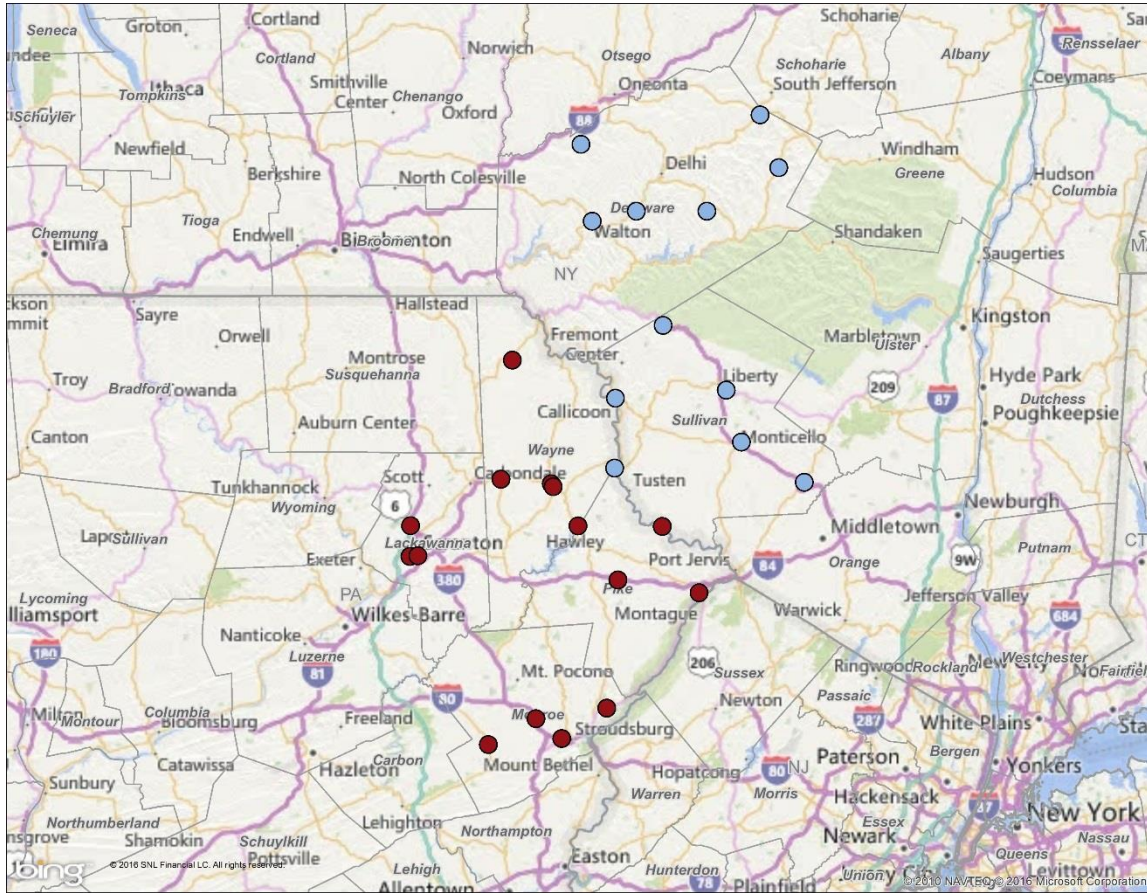 Seneca
Groton
Cortland
Cortland
Norwich
Otsego
Schoharie
Rensselaer
Albany
Coeymans
Smithville
Center
Chenango
Oxford
Oneonta
Schoharie
South Jefferson
Ithaca
Tompkins
Schuyler
88
Newfield
Berkshire
North Colesville
Delhi
Windham
Greene
Hudson
Columbia
Tioga
Chemung
Elmira
Endwell
Broome
Walton
Shandaken
Saugerties
NY
Sayre
Hallstead
Orwell
Kingston
Fremont
Center
Marbletown
Ulster
Montrose
Susquehanna
Troy
Bradford
Liberty
209
87
Hyde Park
Dutchess
Poughkeepsie
Callicoon
Sullivan
Auburn Center
Canton
Monticello
Wayne
Carbondale
Scott
Tunkhannock
6
Wyoming
Tusten
Newburgh
Middletown
Sullivan
Lackawanna
Exeter
Hawley
Port Jervis
84
Orange
9W
Putnam
CT
380
Lycoming
PA
Pike
Montague
Warwick
Jefferson Valley
684
Wilkes-Barre
Nanticoke
Luzerne
81
180
206
Sussex
Rockland
Westchester
Mt. Pocono
80
Newton
Passaic
287
White Plains
Montour
Columbia
Bloomsburg
Freeland
Monroe
Stroudsburg
Catawissa
Hazleton
Carbon
Mount Bethel
Hopatcong
80
NJ
Paterson
Bergen
Yonkers
Sunbury
Warren
Morris
Hackensack
Northumberland
Lehighton
Northampton
Essex
Newark
New York
Nassau
Shamokin
Schuylkill
Pottsville
Easton
Queens
Lehigh
Hunterdon
Union
Levittown
bing
© 2016 SNL Financial LC. All rights reserved.
Allentown
78
Plainfield
© 2010 NAVTEQ © 2016 Microsoft Corporation